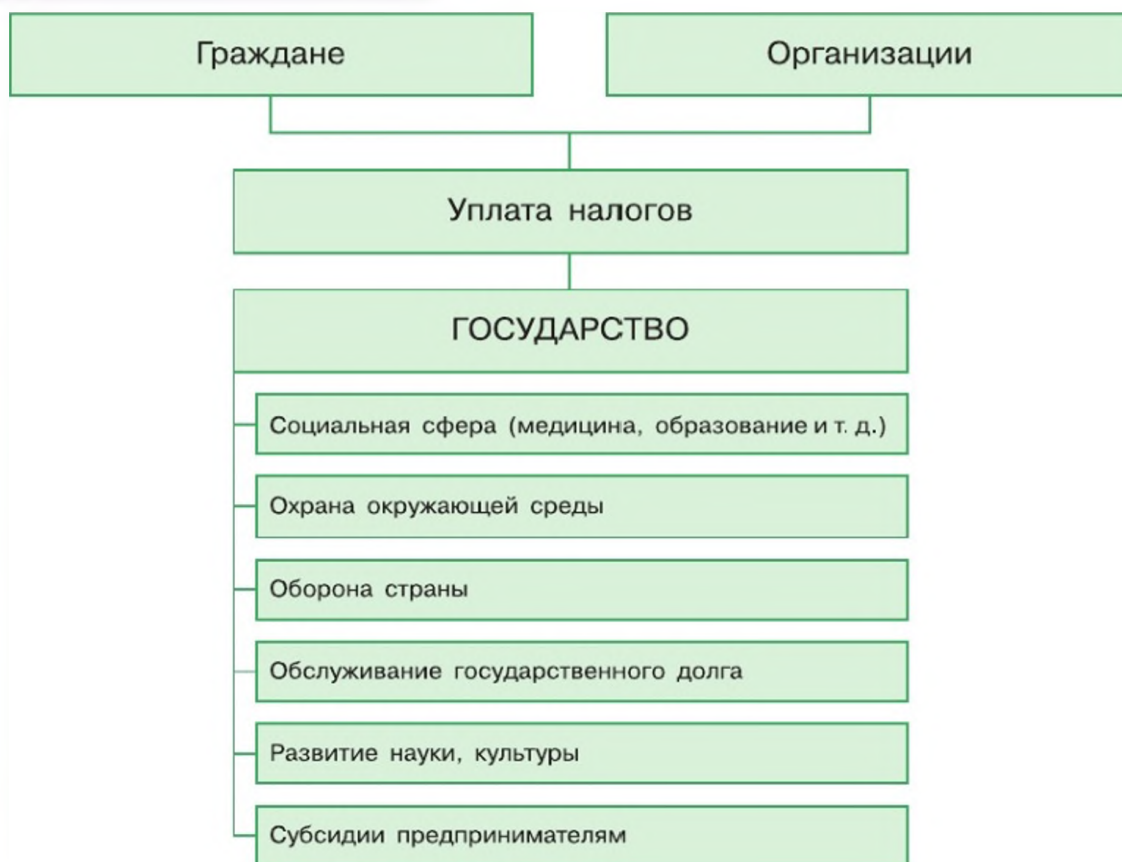 Граждане
Организации
Уплата налогов
ГОСУДАРСТВО
Социальная сфера (медицина, образование и т. д.)
Охрана окружающей среды
Оборона страны
Обслуживание государственного долга
Развитие науки, культуры
Субсидии предпринимателям